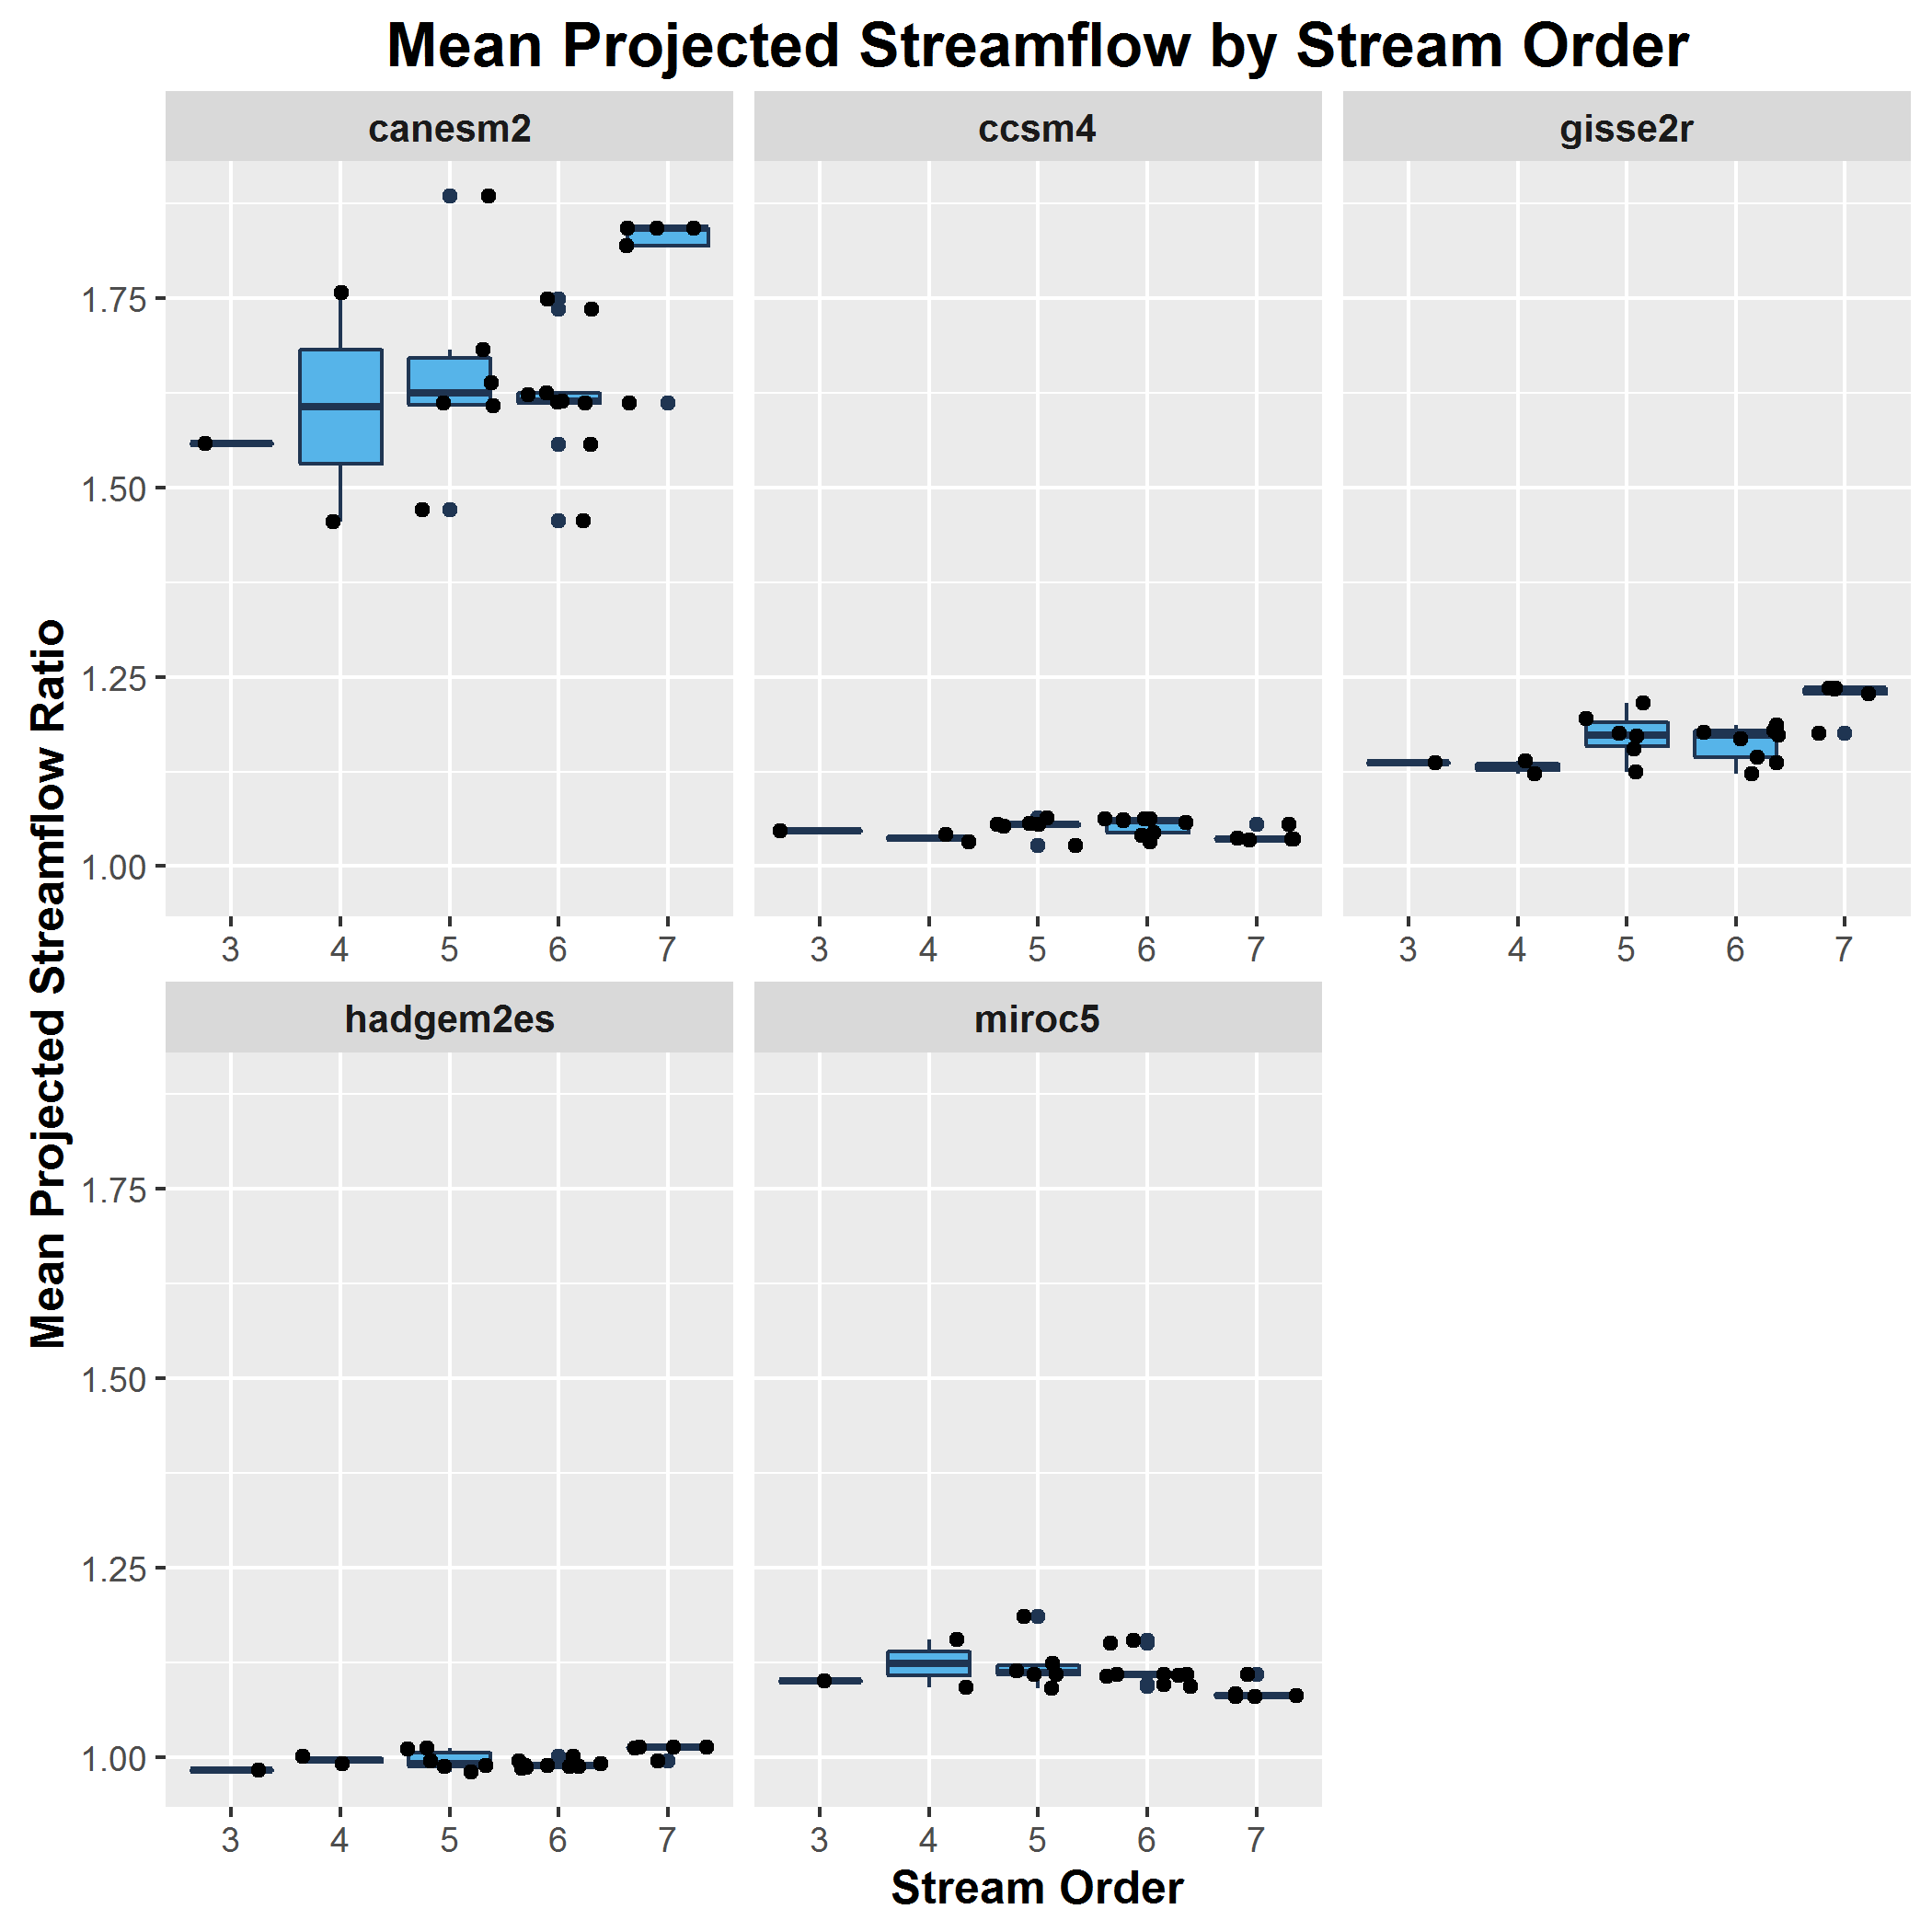 Mean Projected Streamflow by Stream Order
canesm2
ccsm4
gisse2r
1.75
1.50
1.25
1.00
3 4 5 6 7
3 4 5 6 7
3 4 5 6 7
Mean Projected Streamflow Ratio
hadgem2es
miroc5
1.75
1.50
1.25
1.00
3 4 5 6 7
3 4 5 6 7
Stream Order